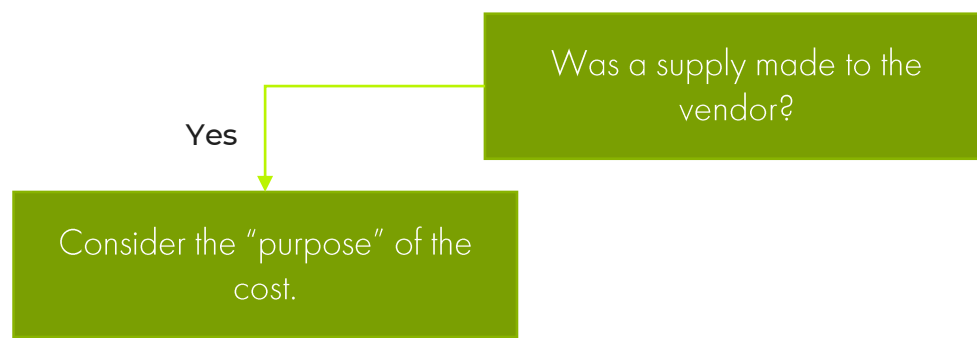 Was a supply made to the
vendor?
Yes
Consider the “purpose” of the
cost.